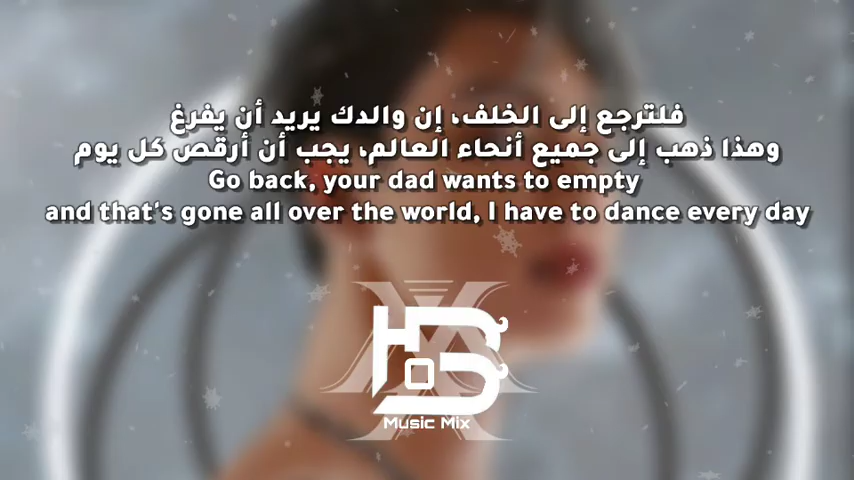 فلترجع إلى الخلف، إن والدك يريد أن يفرغ
وهذا ذهب إلى جميع أنحاء العالم، يجب أن أرقص كل يوم
Go back, your dad wants to empty
and that's gone all over the world, I have to dance every day
HoB
Music Mix